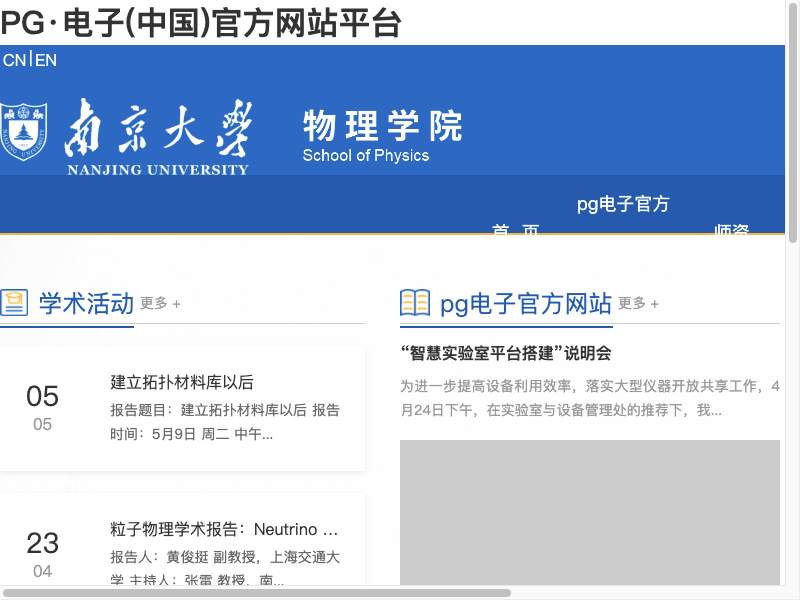 PG·电子(中国)官方网站平台
CN|EN
南京大学
NANJING UNIVERSITY
物理学院
School of Physics
pg电子官方
首 页
师资
学术活动 更多 +
05
05
建立拓扑材料库以后
报告题目：建立拓扑材料库以后 报告
时间：5月9日 周二 中午...
23
04
粒子物理学术报告：Neutrino ...
报告人：黄俊挺 副教授，上海交通大
学 主持人：张雷 教授，南...
pg电子官方网站 更多 +
“智慧实验室平台搭建”说明会
为进一步提高设备利用效率，落实大型仪器开放共享工作，4
月24日下午，在实验室与设备管理处的推荐下，我...